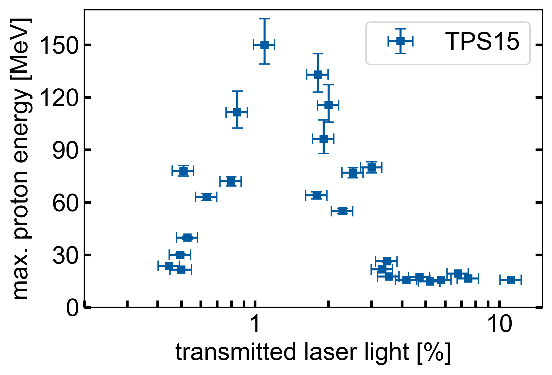 max. proton energy [MeV]
150
120
90
60
30
0
TPS15
1
10
transmitted laser light [%]